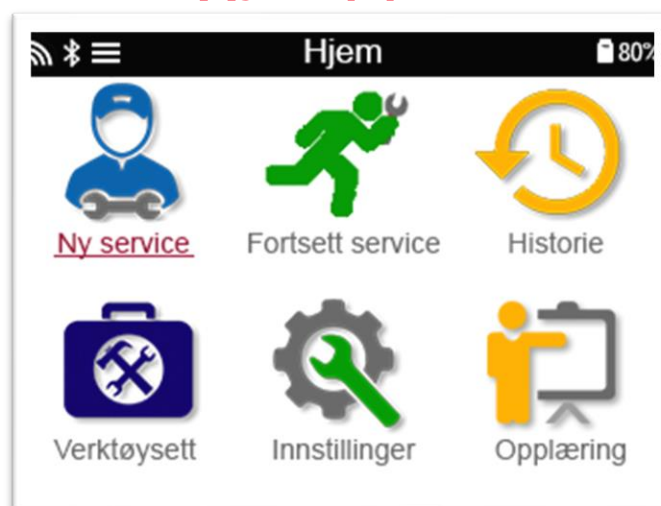 Hjem
80%
Ny service
Fortsett service
Historie
Verktøysett
Innstillinger
Opplæring